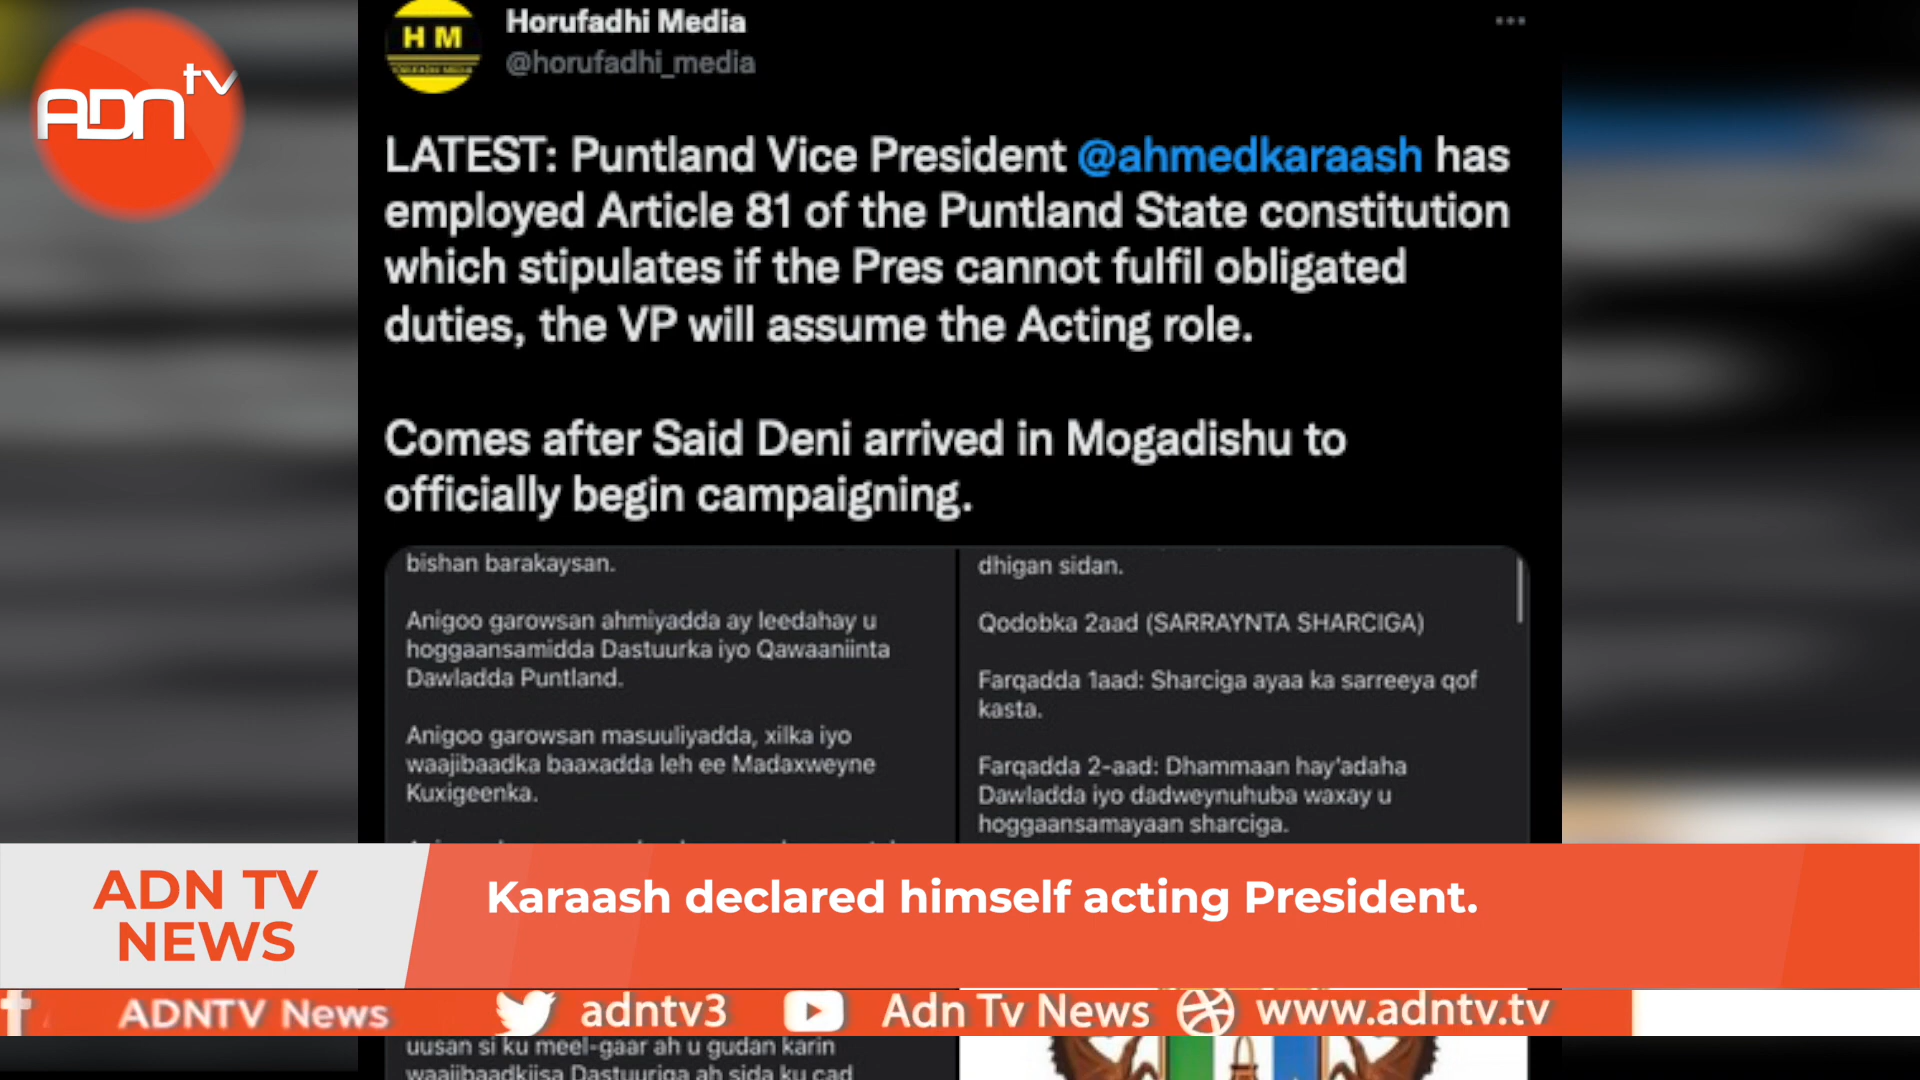 ADN tv
H M
Horufadhi Media
@horufadhi_media
LATEST: Puntland Vice President @ahmedkaraash has
employed Article 81 of the Puntland State constitution
which stipulates if the Pres cannot fulfil obligated
duties, the VP will assume the Acting role.
Comes after Said Deni arrived in Mogadishu to
officially begin campaigning.
bishan barakaysan.
Anigoo garowsan ahmiyadda ay leedahay u
hoggaansamidda Dastuurka iyo Qawaaniinta
Dawladda Puntland.
Anigoo garowsan masuuliyadda, xilka iyo
waajibaadka baaxadda leh ee Madaxweyne
Kuxigeenka.
dhigan sidan.
Qodobka 2aad (SARRAYNTA SHARCIGA)
Farqadda 1aad: Sharciga ayaa ka sarreeya qof
kasta.
Farqadda 2-aad: Dhammaan hay'adaha
Dawladda iyo dadweynuhuba waxay u
hoggaansamayaan sharciga.
ADN TV
NEWS
Karaash declared himself acting President.
ADNTV News adntv3 Adn Tv News www.adntv.tv
uusan si ku meel-gaar ah u gudan karin
waajibaadkiisa Dastuuriga ah sida ku cad